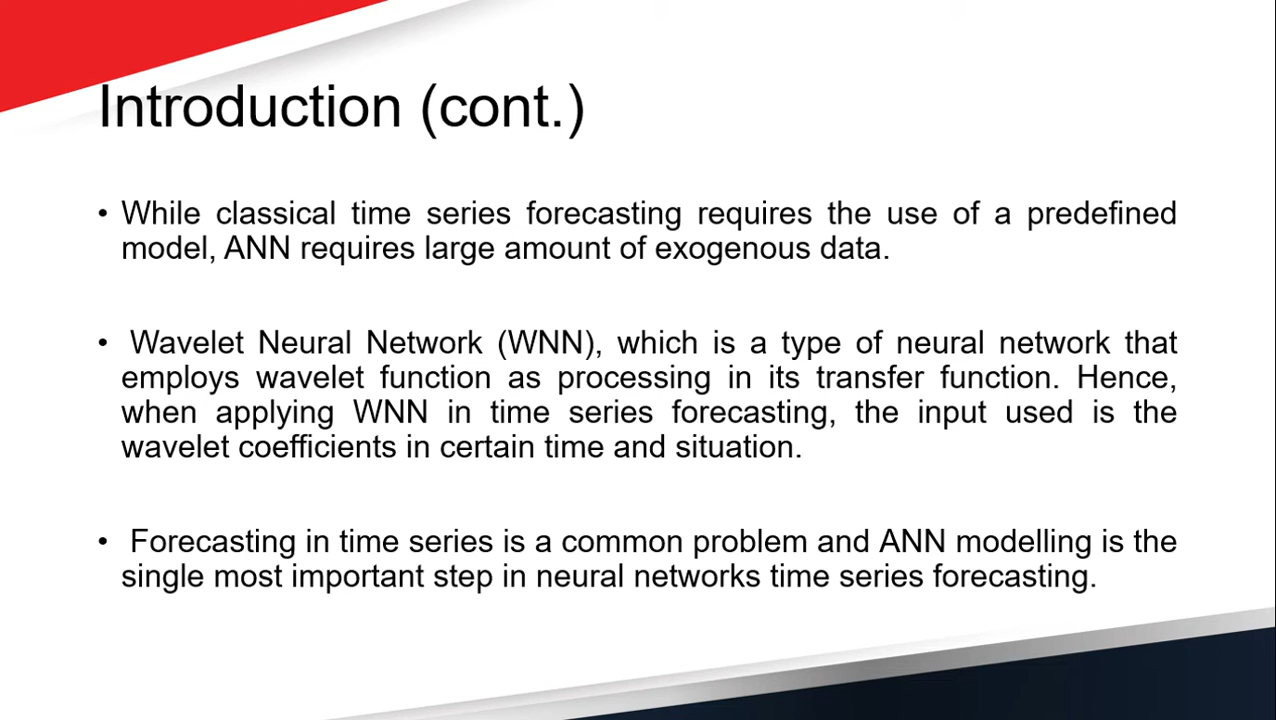 Introduction (cont.)
• While classical time series forecasting requires the use of a predefined
model, ANN requires large amount of exogenous data.
• Wavelet Neural Network (WNN), which is a type of neural network that
employs wavelet function as processing in its transfer function. Hence,
when applying WNN in time series forecasting, the input used is the
wavelet coefficients in certain time and situation.
• Forecasting in time series is a common problem and ANN modelling is the
single most important step in neural networks time series forecasting.